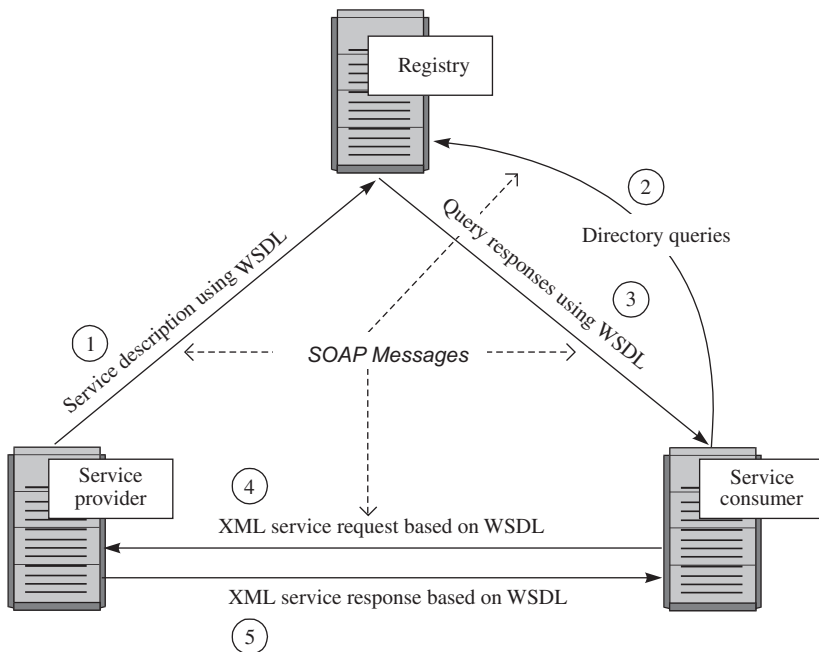 Registry
2
Directory queries
Query responses using WSDL
3
1
Service description using WSDL
SOAP Messages
Service
provider
Service
consumer
4
XML service request based on WSDL
XML service response based on WSDL
5